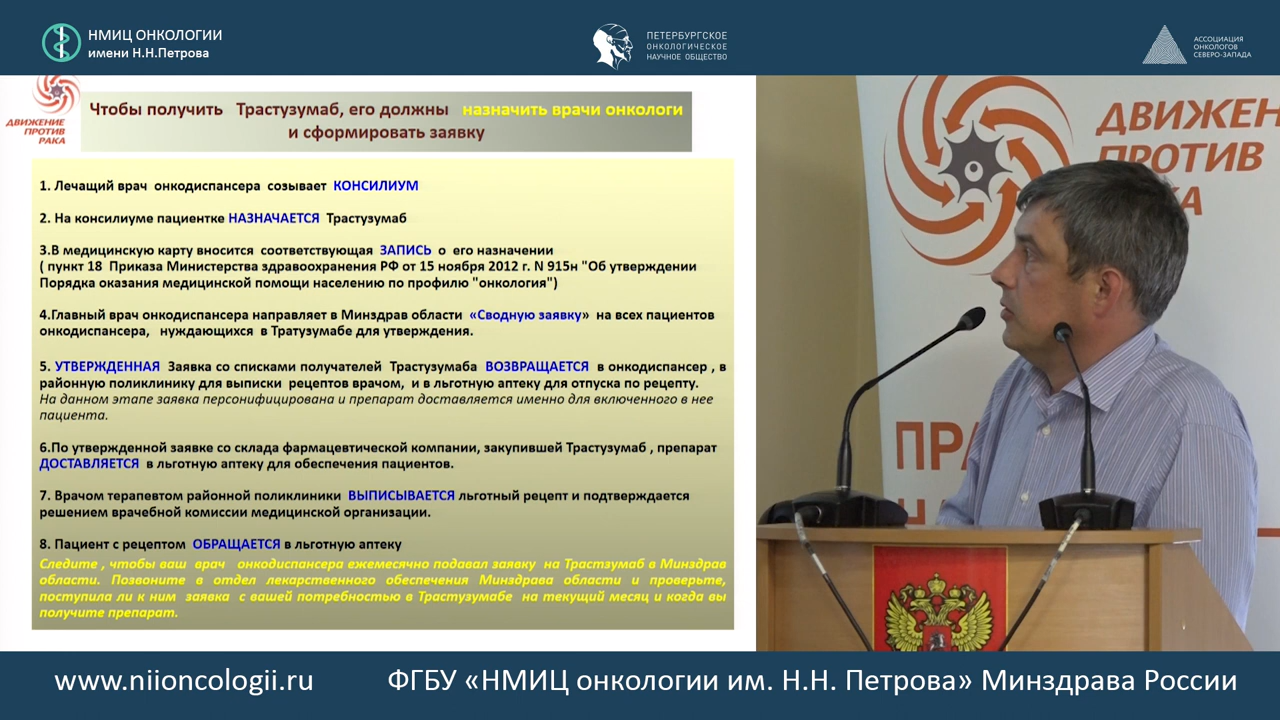 НМИЦ ОНКОЛОГИИ
имени Н.Н.Петрова
ПЕТЕРБУРГСКОЕ
ОНКОЛОГИЧЕСКОЕ
НАУЧНОЕ ОБЩЕСТВО
АССОЦИАЦИЯ
ОНКОЛОГОВ
СЕВЕРО-ЗАПАДА
ДВИЖЕНИЕ
ПРОТИВ
РАКА
Чтобы получить Трастузумаб, его должны назначить врачи онкологи
и сформировать заявку
1. Лечащий врач онкодиспансера созывает КОНСИЛИУМ
2. На консилиуме пациентке НАЗНАЧАЕТСЯ Трастузумаб
3.В медицинскую карту вносится соответствующая ЗАПИСЬ о его назначении
( пункт 18 Приказа Министерства здравоохранения РФ от 15 ноября 2012 г. N 915н "Об утверждении
Порядка оказания медицинской помощи населению по профилю "онкология")
4.Главный врач онкодиспансера направляет в Минздрав области «Сводную заявку» на всех пациентов
онкодиспансера, нуждающихся в Тратузумабе для утверждения.
5. УТВЕРЖДЕННАЯ Заявка со списками получателей Трастузумаба ВОЗВРАЩАЕТСЯ в онкодиспансер , в
районную поликлинику для выписки рецептов врачом, и в льготную аптеку для отпуска по рецепту.
На данном этапе заявка персонифицирована и препарат доставляется именно для включенного в нее
пациента.
6.По утвержденной заявке со склада фармацевтической компании, закупившей Трастузумаб , препарат
ДОСТАВЛЯЕТСЯ в льготную аптеку для обеспечения пациентов.
7. Врачом терапевтом районной поликлиники ВЫПИСЫВАЕТСЯ льготный рецепт и подтверждается
решением врачебной комиссии медицинской организации.
8. Пациент с рецептом ОБРАЩАЕТСЯ в льготную аптеку
Следите , чтобы ваш врач онкодиспансера ежемесячно подавал заявку на Трастзумаб в Минздрав
области. Позвоните в отдел лекарственного обеспечения Минздрава области и проверьте,
поступила ли к ним заявка с вашей потребностью в Трастузумабе на текущий месяц и когда вы
получите препарат.
ДВИЖЕН
ПРОТИВ
КА
ПРА
Н
www.niioncologii.ru
ФГБУ «НМИЦ онкологии им. Н.Н. Петрова» Минздрава России